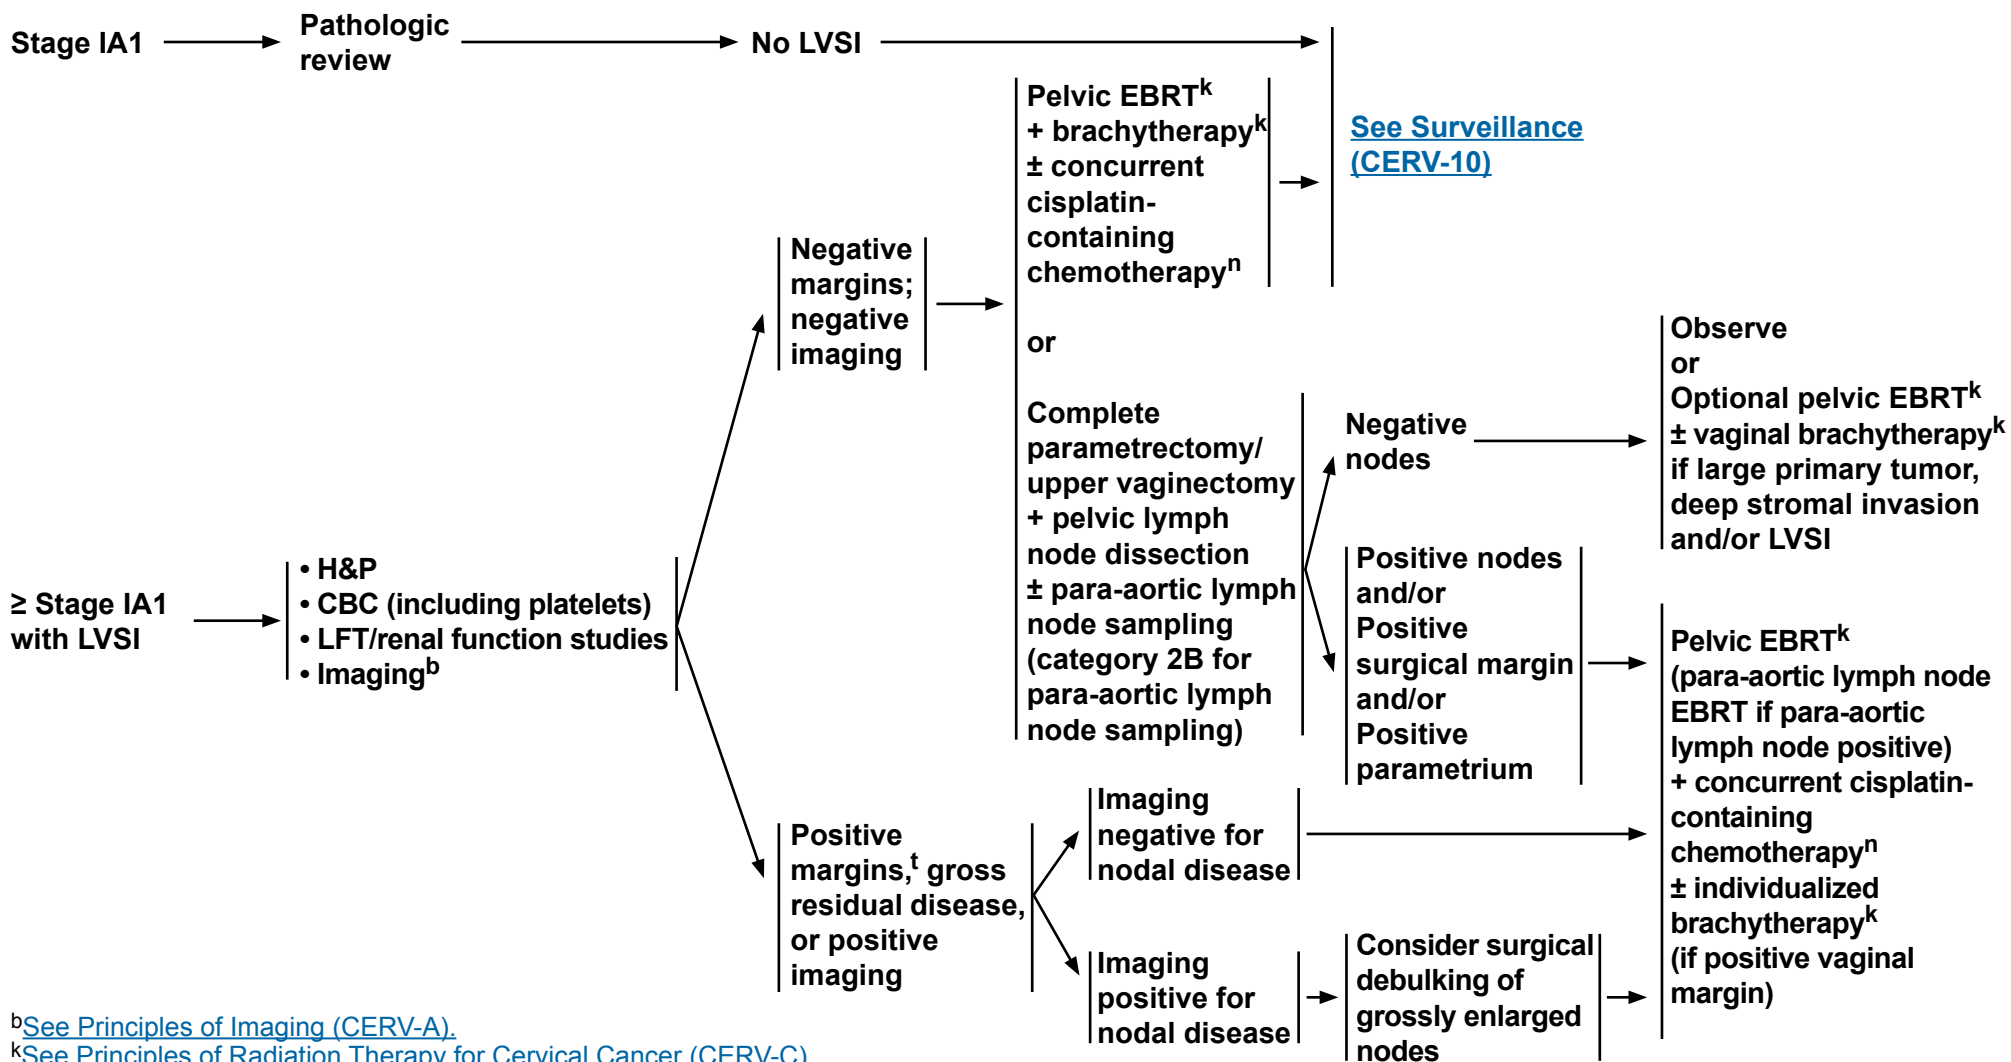 Stage IA1
Pathologic
review
No LVSI
Pelvic EBRTk
+ brachytherapyk
± concurrent
cisplatin-
containing
chemotherapyn
See Surveillance
(CERV-10)
Negative
margins;
negative
imaging
or
Complete
parametrectomy/
upper vaginectomy
+ pelvic lymph
node dissection
± para-aortic lymph
node sampling
(category 2B for
para-aortic lymph
node sampling)
Negative
nodes
Observe
or
Optional pelvic EBRTk
± vaginal brachytherapyk
if large primary tumor,
deep stromal invasion
and/or LVSI
≥ Stage IA1
with LVSI
• H&P
• CBC (including platelets)
• LFT/renal function studies
• Imagingb
Positive nodes
and/or
Positive
surgical margin
and/or
Positive
parametrium
Pelvic EBRTk
(para-aortic lymph node
EBRT if para-aortic
lymph node positive)
+ concurrent cisplatin-
containing
chemotherapyn
± individualized
brachytherapyk
(if positive vaginal
margin)
Positive
margins,t gross
residual disease,
or positive
imaging
Imaging
negative for
nodal disease
Imaging
positive for
nodal disease
Consider surgical
debulking of
grossly enlarged
nodes
bSee Principles of Imaging (CERV-A).
kSee Principles of Radiation Therapy for Cervical Cancer (CERV-C)